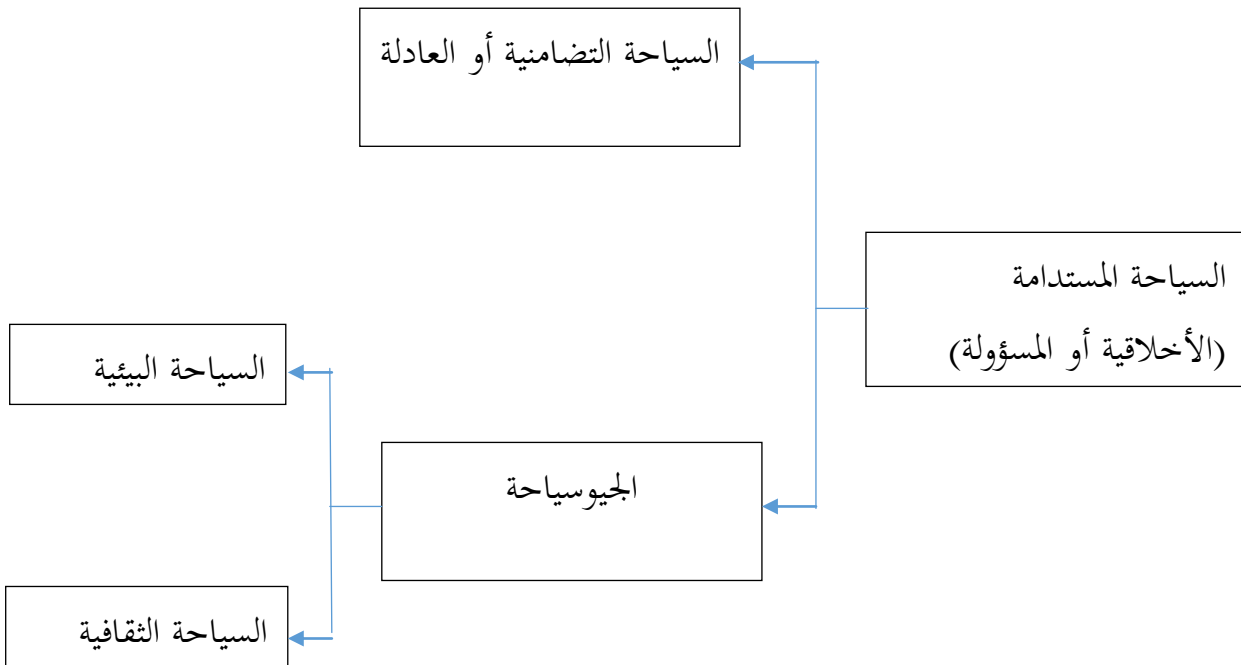 السياحة التضامنية أو العادلة
السياحة المستدامة
(الأخلاقية أو المسؤولة)
السياحة البيئية
الجيوسياحة
السياحة الثقافية